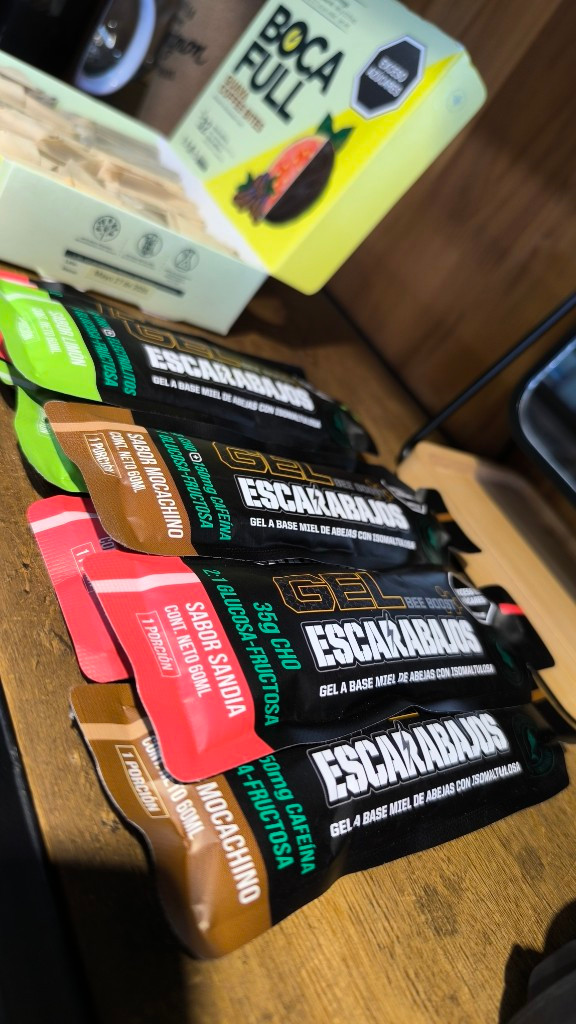 BOCA
FULL
EXCESO
AZÚCARES
SABOR LIMÓN
GEL
ESCARABAJOS
GEL A BASE MIEL DE ABEJAS CON ISOMALTULOSA
SABOR MOCACHINO
CONT. NETO 60ML
1 PORCIÓN
GLUCOSA-FRUCTOSA
GEL
BEE BOOST
ESCARABAJOS
GEL A BASE MIEL DE ABEJAS CON ISOMALTULOSA
SABOR SANDIA
CONT. NETO 60ML
1 PORCIÓN
35g CHO
2:1 GLUCOSA-FRUCTOSA
GEL
BEE BOOST
ESCARABAJOS
GEL A BASE MIEL DE ABEJAS CON ISOMALTULOSA
MOCACHINO
60ML
1 PORCIÓN
CAFEÍNA
FRUCTOSA
ESCARABAJOS
GEL A BASE MIEL DE ABEJAS CON ISOMALTULOSA